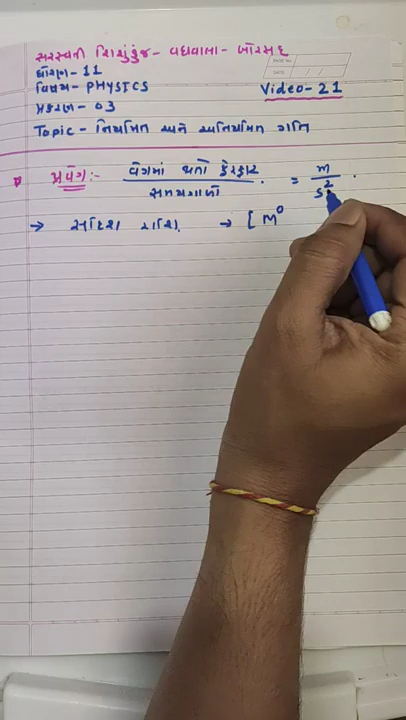 સરસ્વતી શિશુકુંજ - વઘવાલા - બોરસદ
ધોરણ - 11
વિષય - PHYSICS
Video - 21
પ્રકરણ - 03
Topic - નિયમિત અને અનિયમિત ગતિ
પ્રવેગ :- વેગમાં થતો ફેરફાર / સમયગાળો = m / s²
→ સદિશ રાશિ → [ M⁰